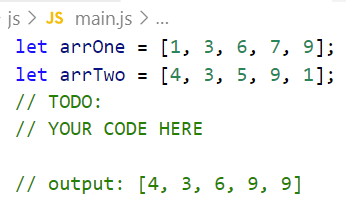 js > JS main.js > ...
let arrOne = [1, 3, 6, 7, 9];
let arrTwo = [4, 3, 5, 9, 1];
// TODO:
// YOUR CODE HERE
// output: [4, 3, 6, 9, 9]